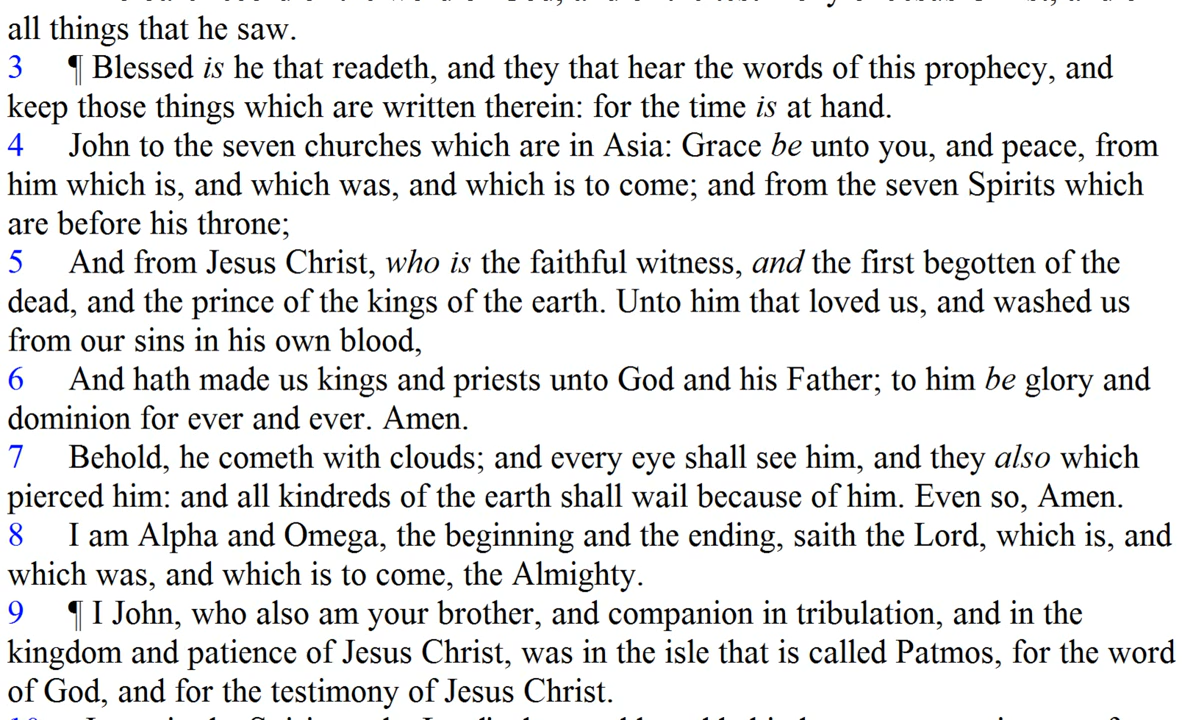 all things that he saw.
3 ¶ Blessed is he that readeth, and they that hear the words of this prophecy, and
keep those things which are written therein: for the time is at hand.
4 John to the seven churches which are in Asia: Grace be unto you, and peace, from
him which is, and which was, and which is to come; and from the seven Spirits which
are before his throne;
5 And from Jesus Christ, who is the faithful witness, and the first begotten of the
dead, and the prince of the kings of the earth. Unto him that loved us, and washed us
from our sins in his own blood,
6 And hath made us kings and priests unto God and his Father; to him be glory and
dominion for ever and ever. Amen.
7 Behold, he cometh with clouds; and every eye shall see him, and they also which
pierced him: and all kindreds of the earth shall wail because of him. Even so, Amen.
8 I am Alpha and Omega, the beginning and the ending, saith the Lord, which is, and
which was, and which is to come, the Almighty.
9 ¶ I John, who also am your brother, and companion in tribulation, and in the
kingdom and patience of Jesus Christ, was in the isle that is called Patmos, for the word
of God, and for the testimony of Jesus Christ.